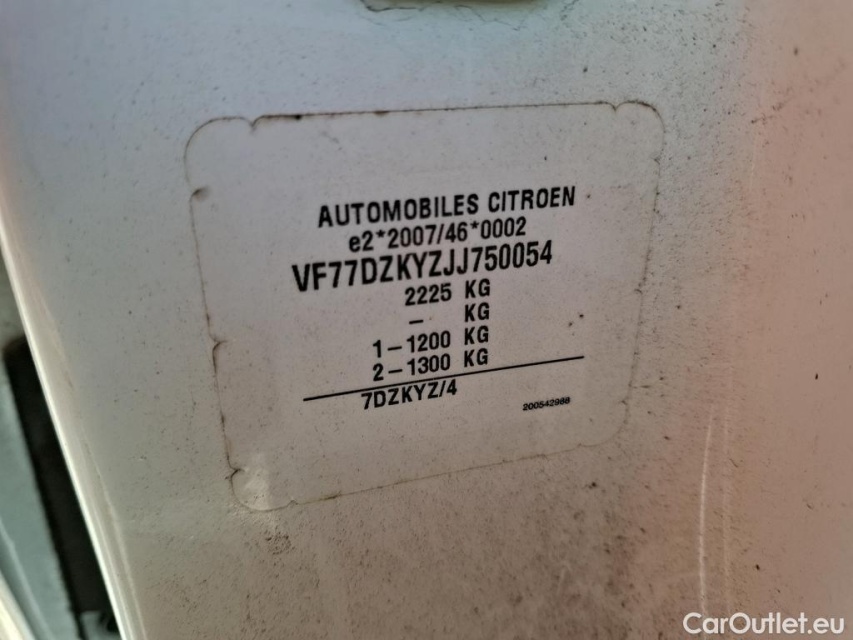 AUTOMOBILES CITROEN
e2*2007/46*0002
VF77DZKYZJJ750054
2225 KG
– KG
1–1200 KG
2–1300 KG
7DZKYZ/4
200542988
CarOutlet.eu